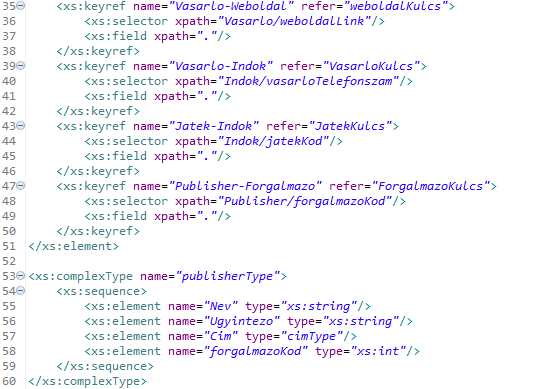 35 <xs:keyref name="Vasarlo-Weboldal" refer="weboldalKulcs">
36 <xs:selector xpath="Vasarlo/weboldalLink"/>
37 <xs:field xpath="."/>
38 </xs:keyref>
39 <xs:keyref name="Vasarlo-Indok" refer="VasarloKulcs">
40 <xs:selector xpath="Indok/vasarloTelefonszam"/>
41 <xs:field xpath="."/>
42 </xs:keyref>
43 <xs:keyref name="Jatek-Indok" refer="JatekKulcs">
44 <xs:selector xpath="Indok/jatekKod"/>
45 <xs:field xpath="."/>
46 </xs:keyref>
47 <xs:keyref name="Publisher-Forgalmazo" refer="ForgalmazoKulcs">
48 <xs:selector xpath="Publisher/forgalmazoKod"/>
49 <xs:field xpath="."/>
50 </xs:keyref>
51 </xs:element>
52
53 <xs:complexType name="publisherType">
54 <xs:sequence>
55 <xs:element name="Nev" type="xs:string"/>
56 <xs:element name="Ugyintezo" type="xs:string"/>
57 <xs:element name="Cim" type="cimType"/>
58 <xs:element name="forgalmazoKod" type="xs:int"/>
59 </xs:sequence>
60 </xs:complexType>